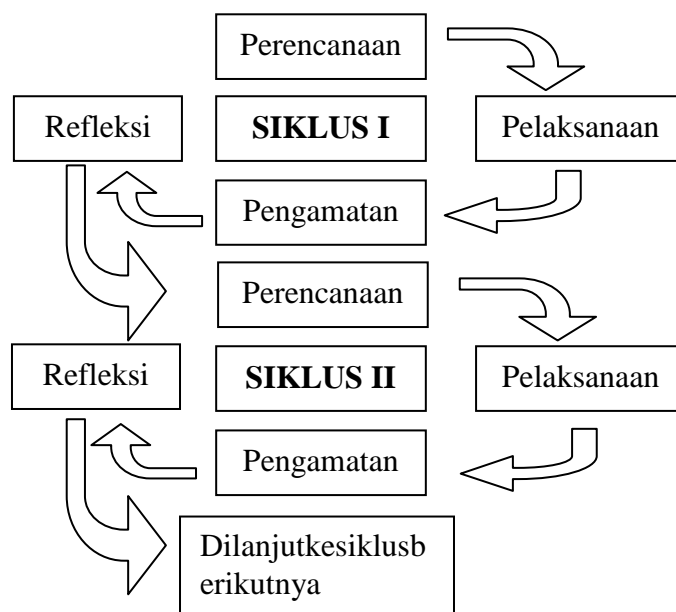 Perencanaan
Refleksi
SIKLUS I
Pelaksanaan
Pengamatan
Perencanaan
Refleksi
SIKLUS II
Pelaksanaan
Pengamatan
Dilanjutkesiklusb
erikutnya